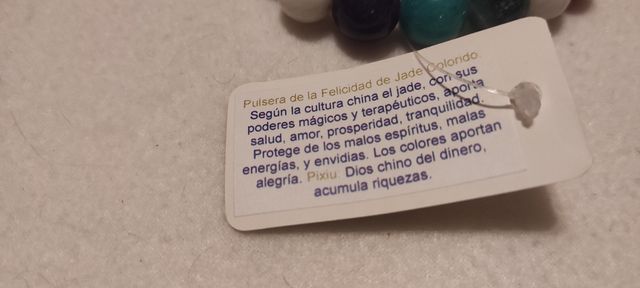 Pulsera de la Felicidad de Jade Colorido.
Según la cultura china el jade, con sus
poderes mágicos y terapéuticos, aporta
salud, amor, prosperidad, tranquilidad.
Protege de los malos espíritus, malas
energías, y envidias. Los colores aportan
alegría. Pixiu: Dios chino del dinero,
acumula riquezas.